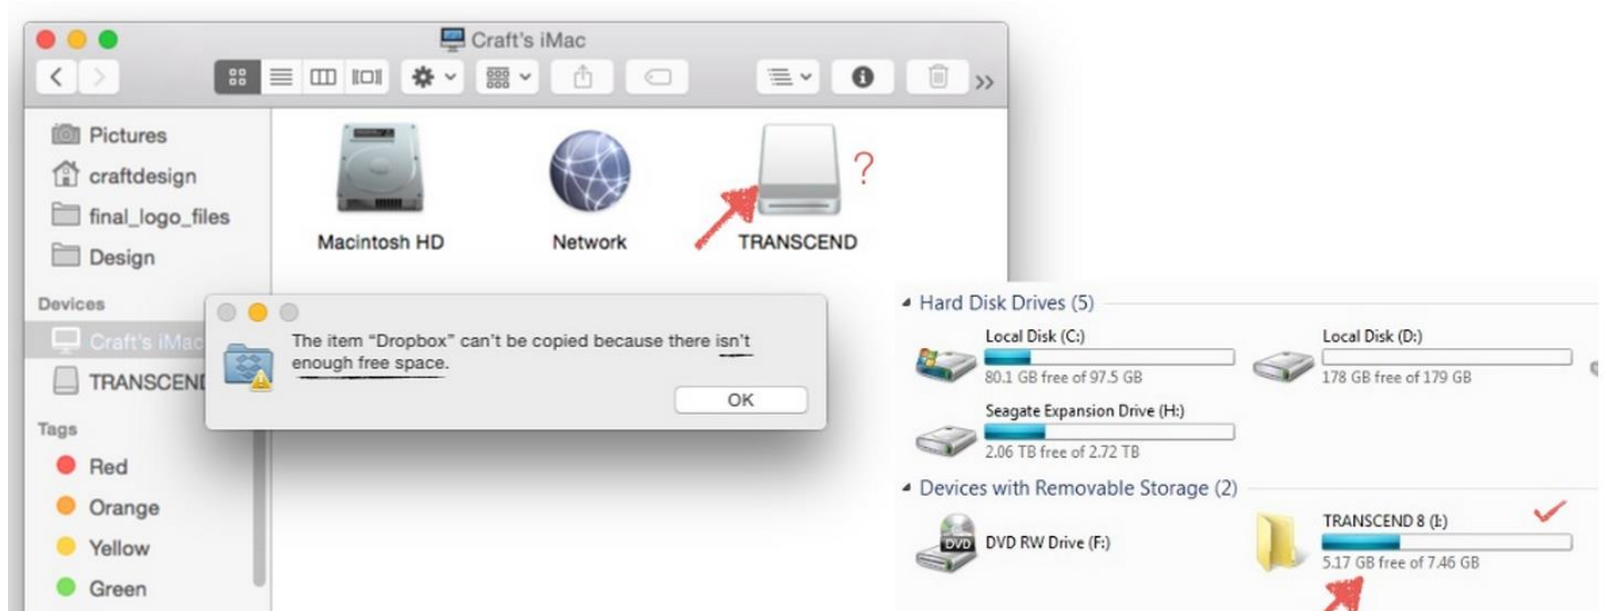 Craft's iMac
Pictures
craftdesign
final_logo_files
Design
Devices
Craft's iMac
TRANSCEND
Tags
Red
Orange
Yellow
Green
Macintosh HD
Network
TRANSCEND
?
The item “Dropbox” can’t be copied because there isn’t
enough free space.
OK
Hard Disk Drives (5)
Local Disk (C:)
80.1 GB free of 97.5 GB
Local Disk (D:)
178 GB free of 179 GB
Seagate Expansion Drive (H:)
2.06 TB free of 2.72 TB
Devices with Removable Storage (2)
DVD
DVD RW Drive (F:)
TRANSCEND 8 (I:)
5.17 GB free of 7.46 GB